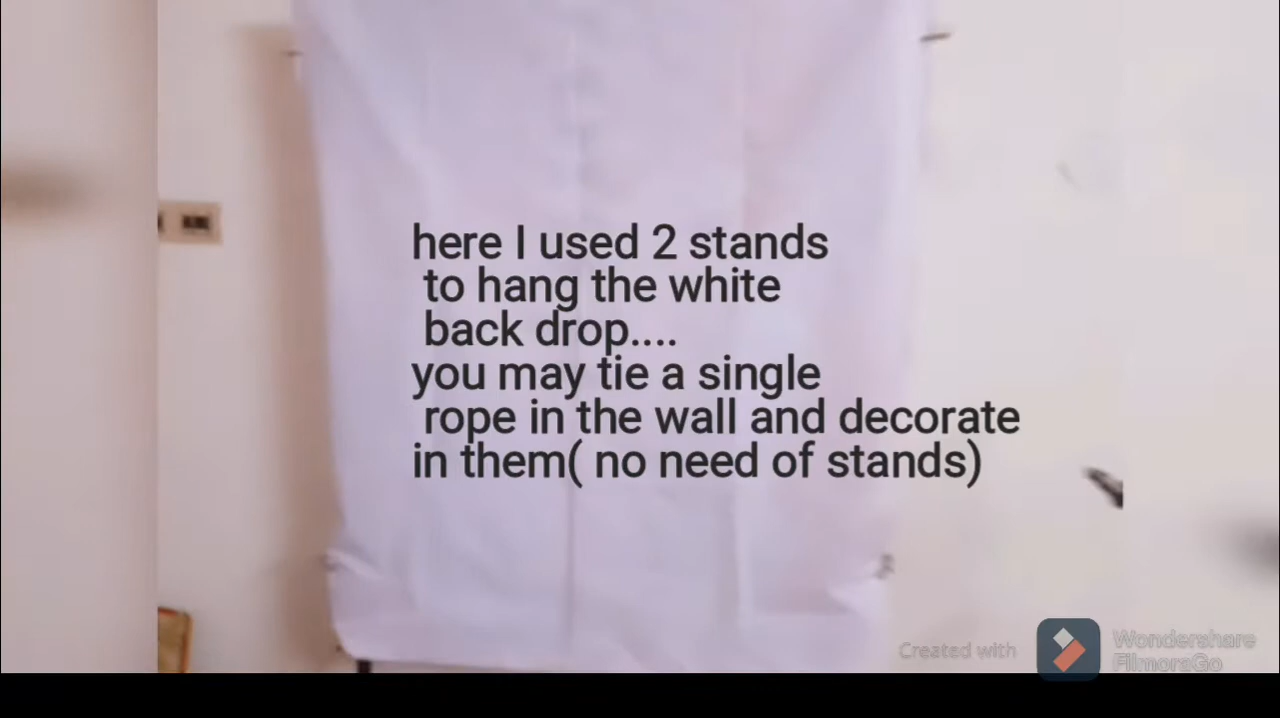 here I used 2 stands
to hang the white
back drop....
you may tie a single
rope in the wall and decorate
in them( no need of stands)
Created with
Wondershare
FilmoraGo